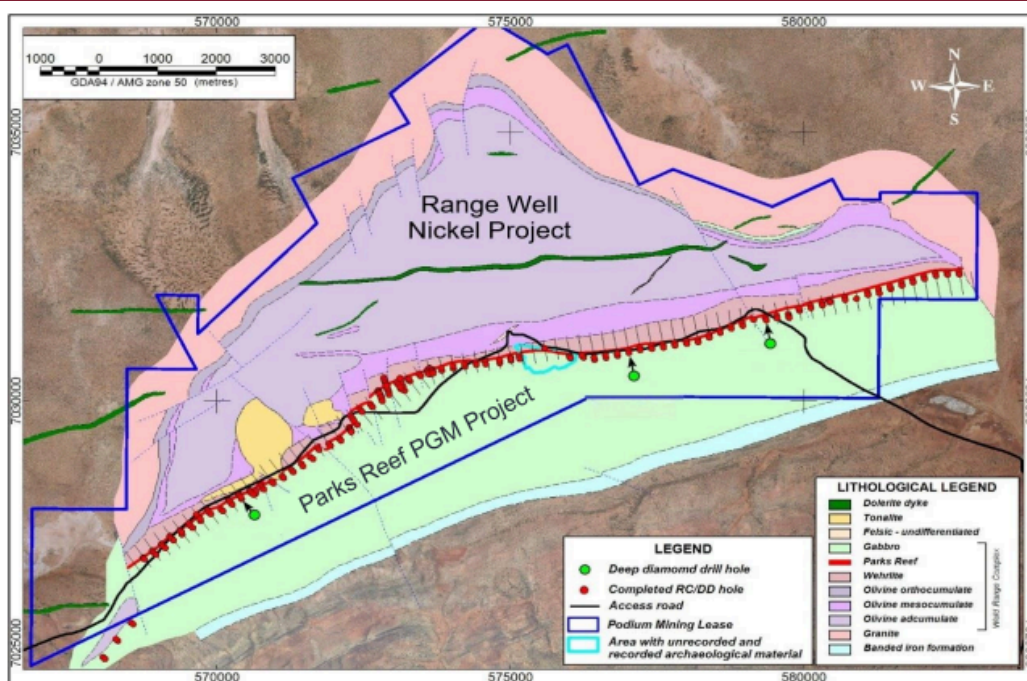 570000
575000
580000
1000 0 1000 2000 3000
GDA94 / AMG zone 50 (metres)
N
W E
S
7035000
7030000
7025000
Range Well
Nickel Project
Parks Reef PGM Project
LEGEND
Deep diamomd drill hole
Completed RC/DD hole
Access road
Podium Mining Lease
Area with unrecorded and
recorded archaeological material
LITHOLOGICAL LEGEND
Dolerite dyke
Tonalite
Felsic - undifferentiated
Gabbro
Parks Reef
Wehrlite
Olivine orthocumulate
Olivine mesocumulate
Olivine adcumulate
Granite
Banded iron formation
Weld Range Complex
570000
575000
580000